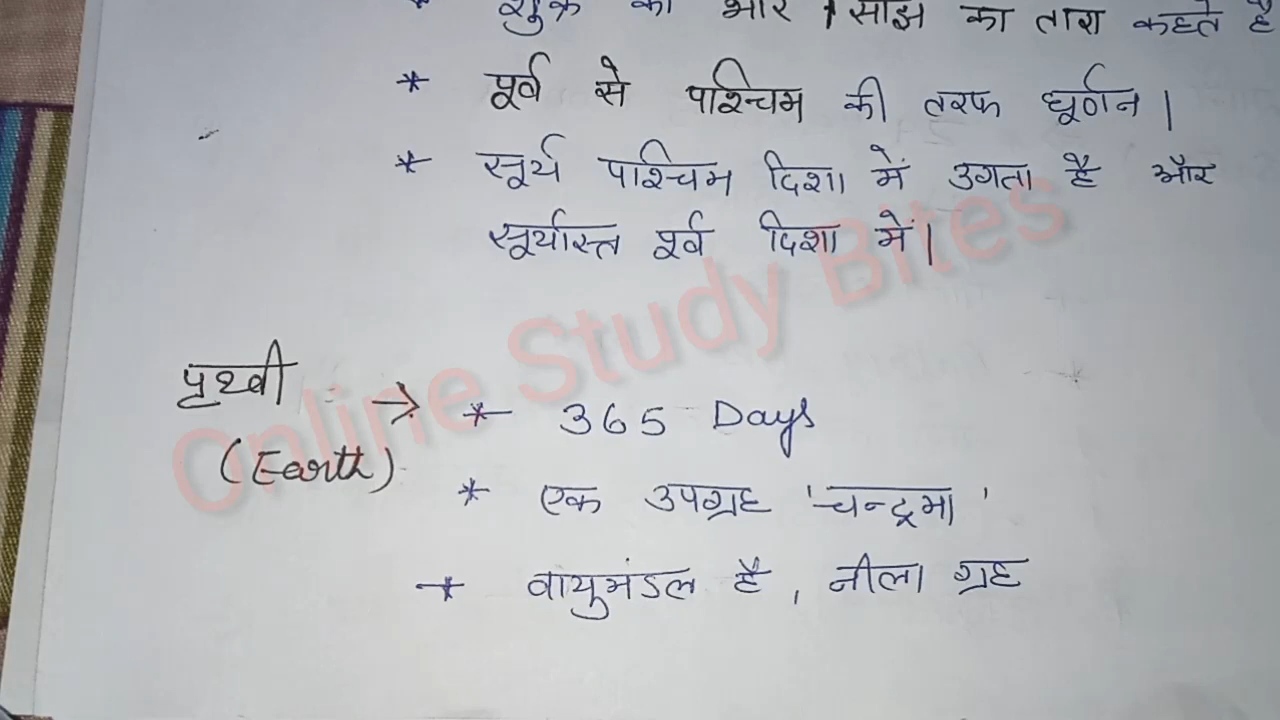 * शुक्र को भोर / साँझ का तारा कहते है
* पूर्व से पश्चिम की तरफ घूर्णन।
* सूर्य पश्चिम दिशा में उगता है और
सूर्यास्त पूर्व दिशा में।
पृथ्वी → * 365 Days
(Earth)
* एक उपग्रह 'चन्द्रमा'
* वायुमंडल है, नीला ग्रह
Online Study Bites